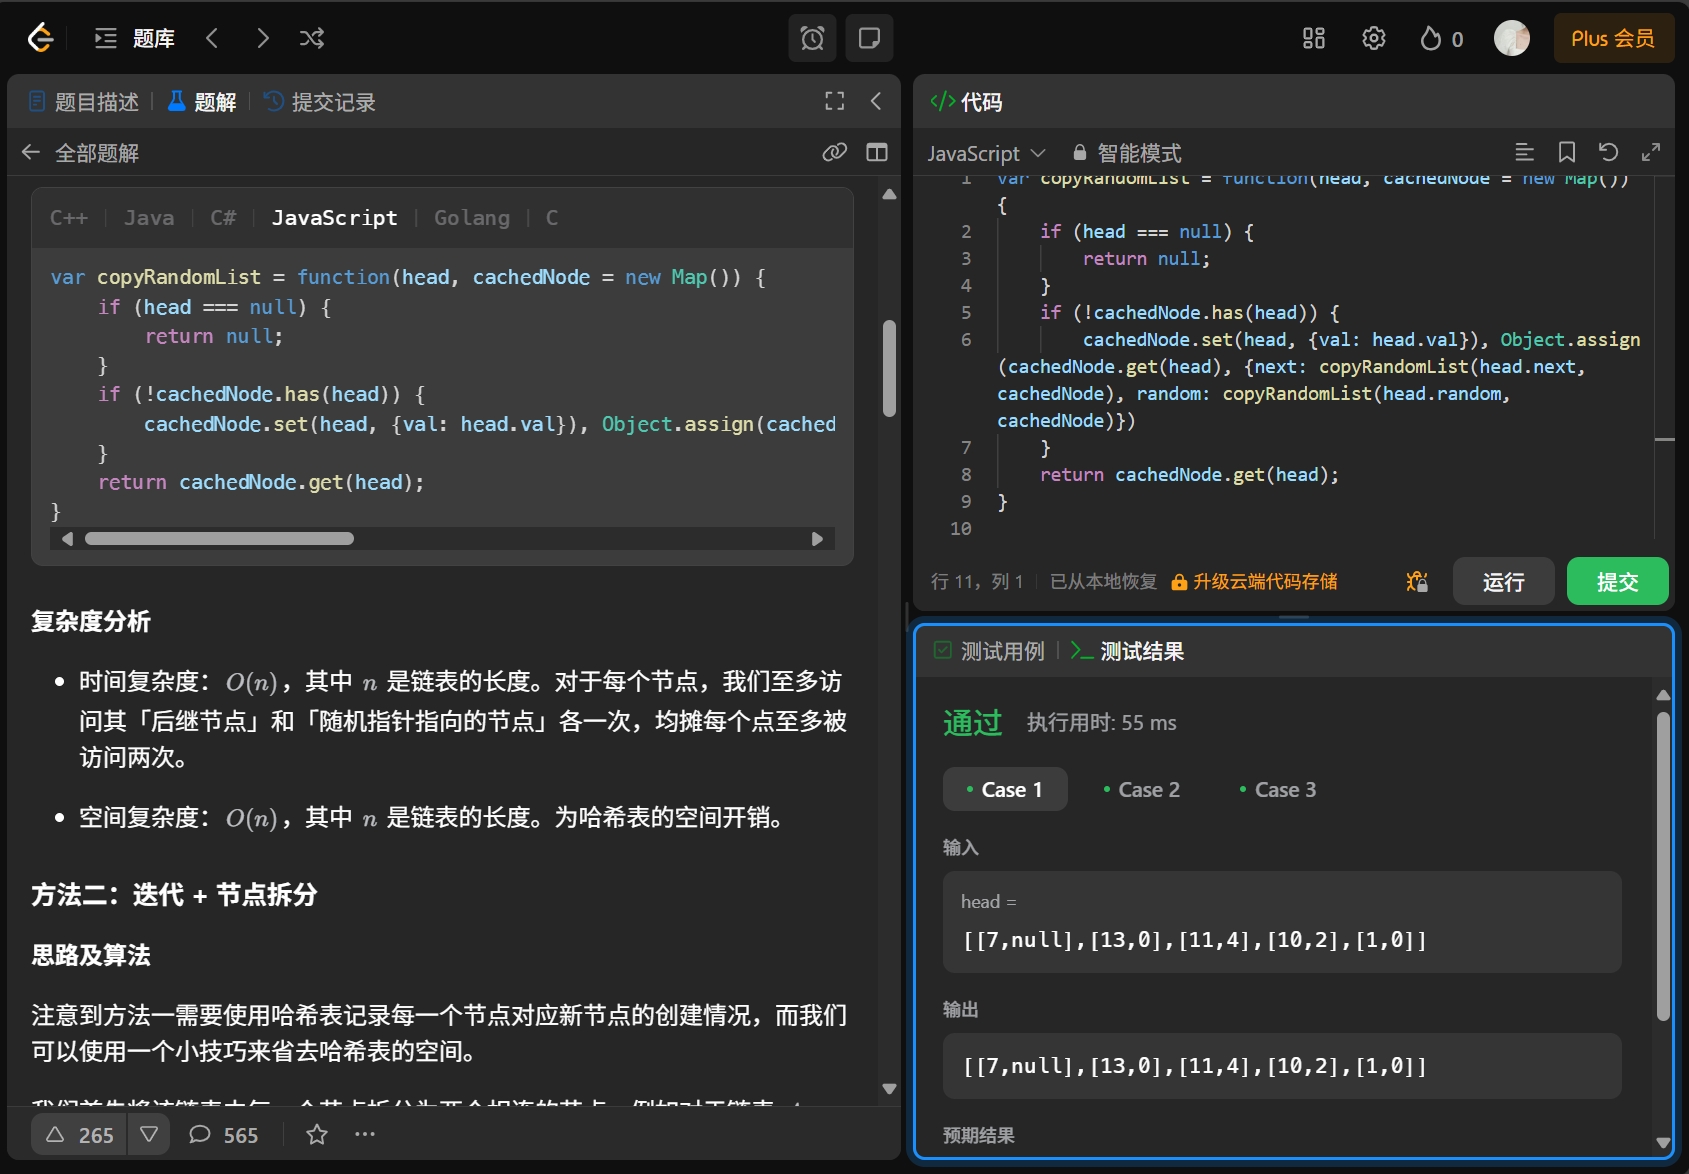 题库
0
Plus 会员
题目描述
题解
提交记录
全部题解
C++ Java C# JavaScript Golang C
var copyRandomList = function(head, cachedNode = new Map()) {
if (head === null) {
return null;
}
if (!cachedNode.has(head)) {
cachedNode.set(head, {val: head.val}), Object.assign(cached
}
return cachedNode.get(head);
}
复杂度分析
• 时间复杂度：O(n)，其中 n 是链表的长度。对于每个节点，我们至多访
问其「后继节点」和「随机指针指向的节点」各一次，均摊每个点至多被
访问两次。
• 空间复杂度：O(n)，其中 n 是链表的长度。为哈希表的空间开销。
方法二：迭代 + 节点拆分
思路及算法
注意到方法一需要使用哈希表记录每一个节点对应新节点的创建情况，而我们
可以使用一个小技巧来省去哈希表的空间。
265
565
代码
JavaScript
智能模式
1 var copyRandomList = function(head, cachedNode = new Map())
{
2 if (head === null) {
3 return null;
4 }
5 if (!cachedNode.has(head)) {
6 cachedNode.set(head, {val: head.val}), Object.assign
(cachedNode.get(head), {next: copyRandomList(head.next,
cachedNode), random: copyRandomList(head.random,
cachedNode)})
7 }
8 return cachedNode.get(head);
9 }
10
行 11，列 1
已从本地恢复
升级云端代码存储
运行
提交
测试用例
测试结果
通过
执行用时: 55 ms
• Case 1
• Case 2
• Case 3
输入
head =
[[7,null],[13,0],[11,4],[10,2],[1,0]]
输出
[[7,null],[13,0],[11,4],[10,2],[1,0]]
预期结果